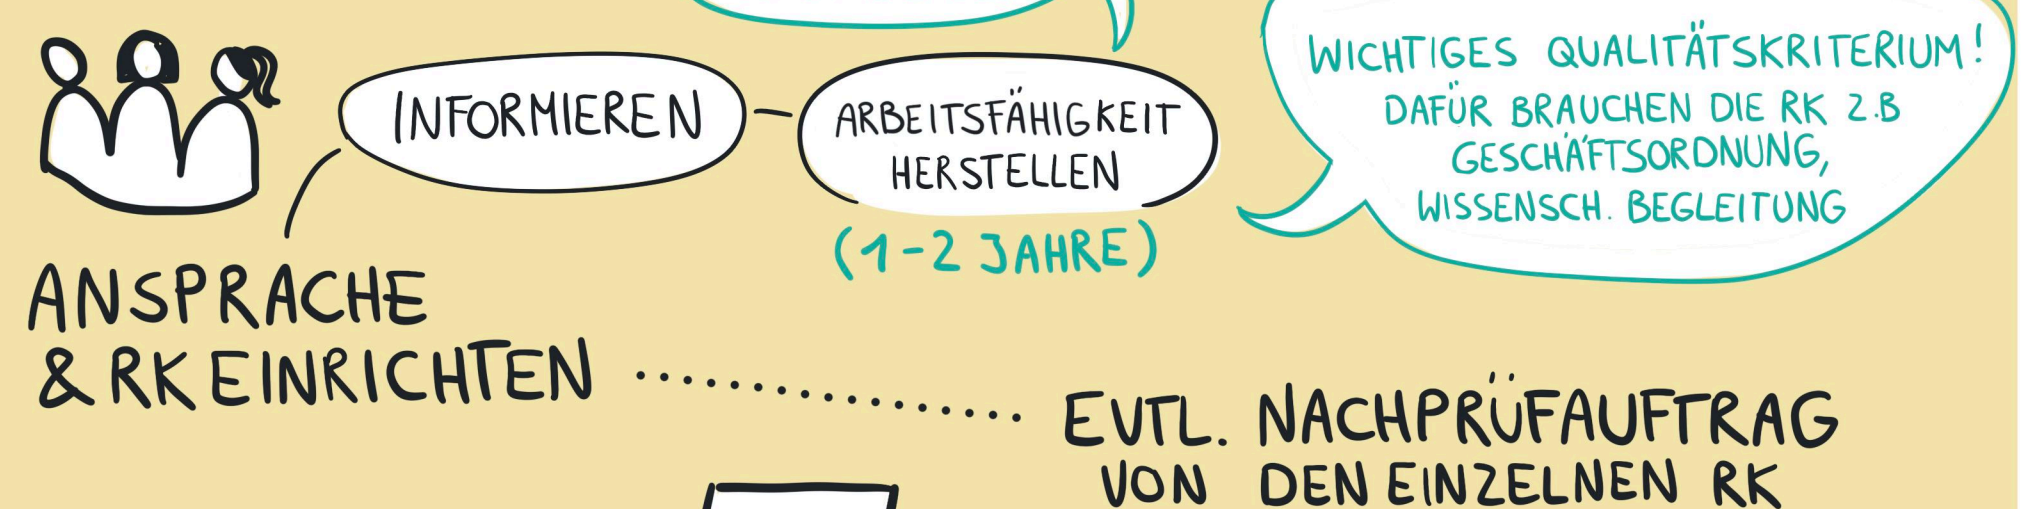 INFORMIEREN
ARBEITSFÄHIGKEIT
HERSTELLEN
(1-2 JAHRE)
WICHTIGES QUALITÄTSKRITERIUM!
DAFÜR BRAUCHEN DIE RK Z.B
GESCHÄFTSORDNUNG,
WISSENSCH. BEGLEITUNG
ANSPRACHE
& RK EINRICHTEN
EVTL. NACHPRÜFAUFTRAG
VON DEN EINZELNEN RK